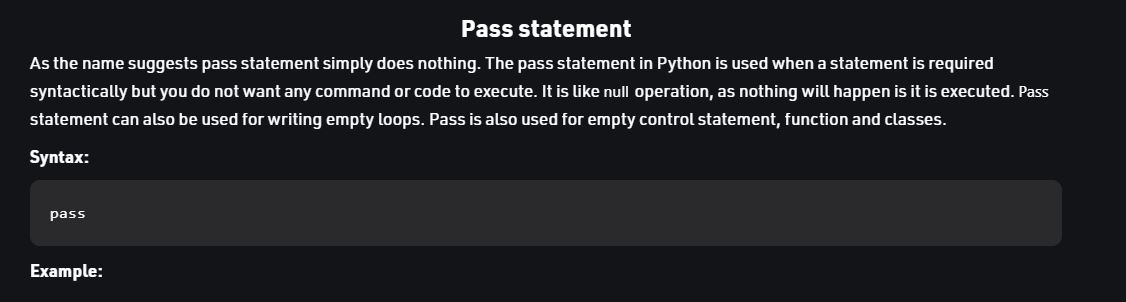 Pass statement
As the name suggests pass statement simply does nothing. The pass statement in Python is used when a statement is required
syntactically but you do not want any command or code to execute. It is like null operation, as nothing will happen is it is executed. Pass
statement can also be used for writing empty loops. Pass is also used for empty control statement, function and classes.
Syntax:
pass
Example: